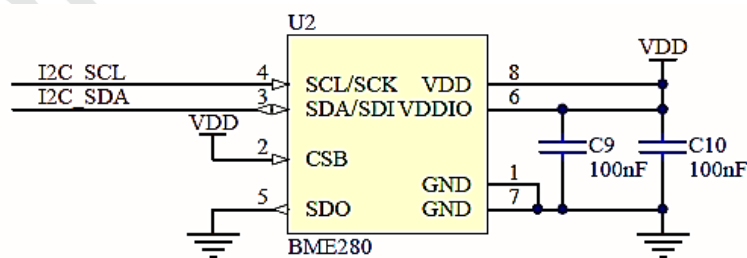 U2
VDD
I2C_SCL
4
SCL/SCK
VDD
8
I2C_SDA
3
SDA/SDI
VDDIO
6
VDD
2
CSB
C9
100nF
C10
100nF
GND
1
5
SDO
GND
7
BME280